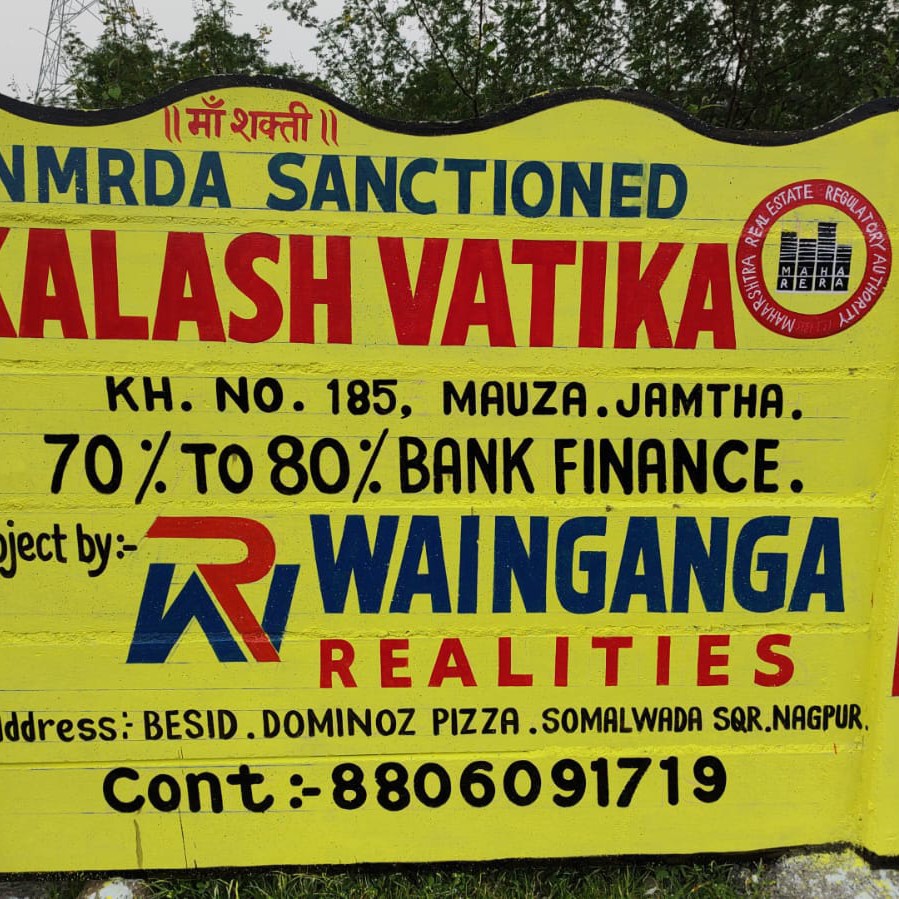 ॥ माँ शक्ती ॥
NMRDA SANCTIONED
KALASH VATIKA
MAHARSHTRA REAL ESTATE REGULATORY AUTHORITY
MAHA
RERA
KH. NO. 185, MAUZA. JAMTHA.
70% TO 80% BANK FINANCE.
oject by:-
WAINGANGA
REALITIES
ddress:- BESID. DOMINOZ PIZZA. SOMALWADA SQR. NAGPUR.
Cont :- 8806091719